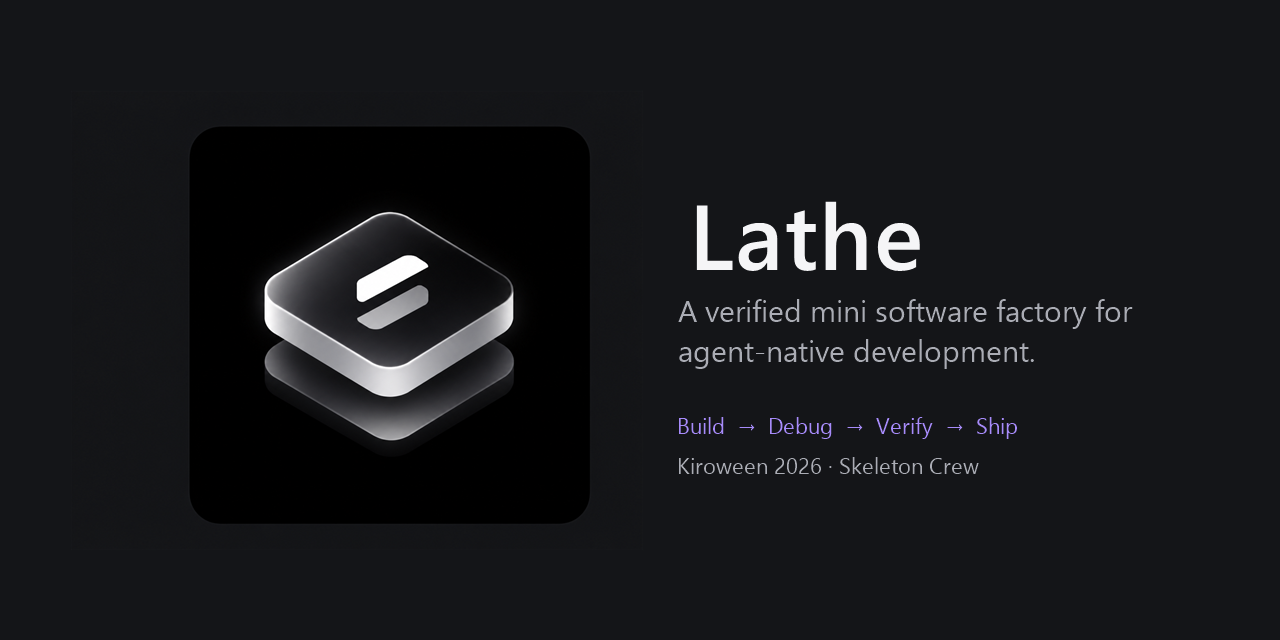 Lathe
A verified mini software factory for
agent-native development.
Build → Debug → Verify → Ship
Kiroween 2026 · Skeleton Crew